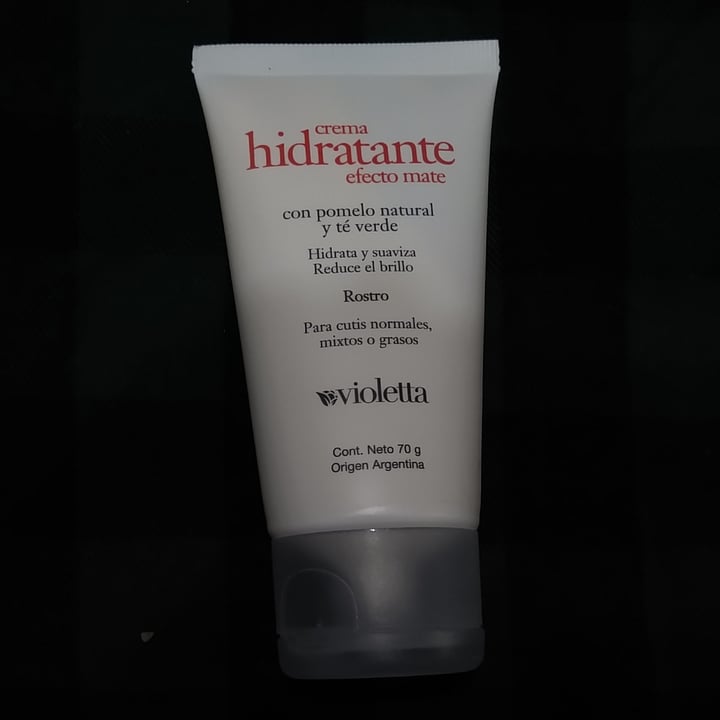 crema
hidratante
efecto mate
con pomelo natural
y té verde
Hidrata y suaviza
Reduce el brillo
Rostro
Para cutis normales,
mixtos o grasos
violetta
Cont. Neto 70 g
Origen Argentina